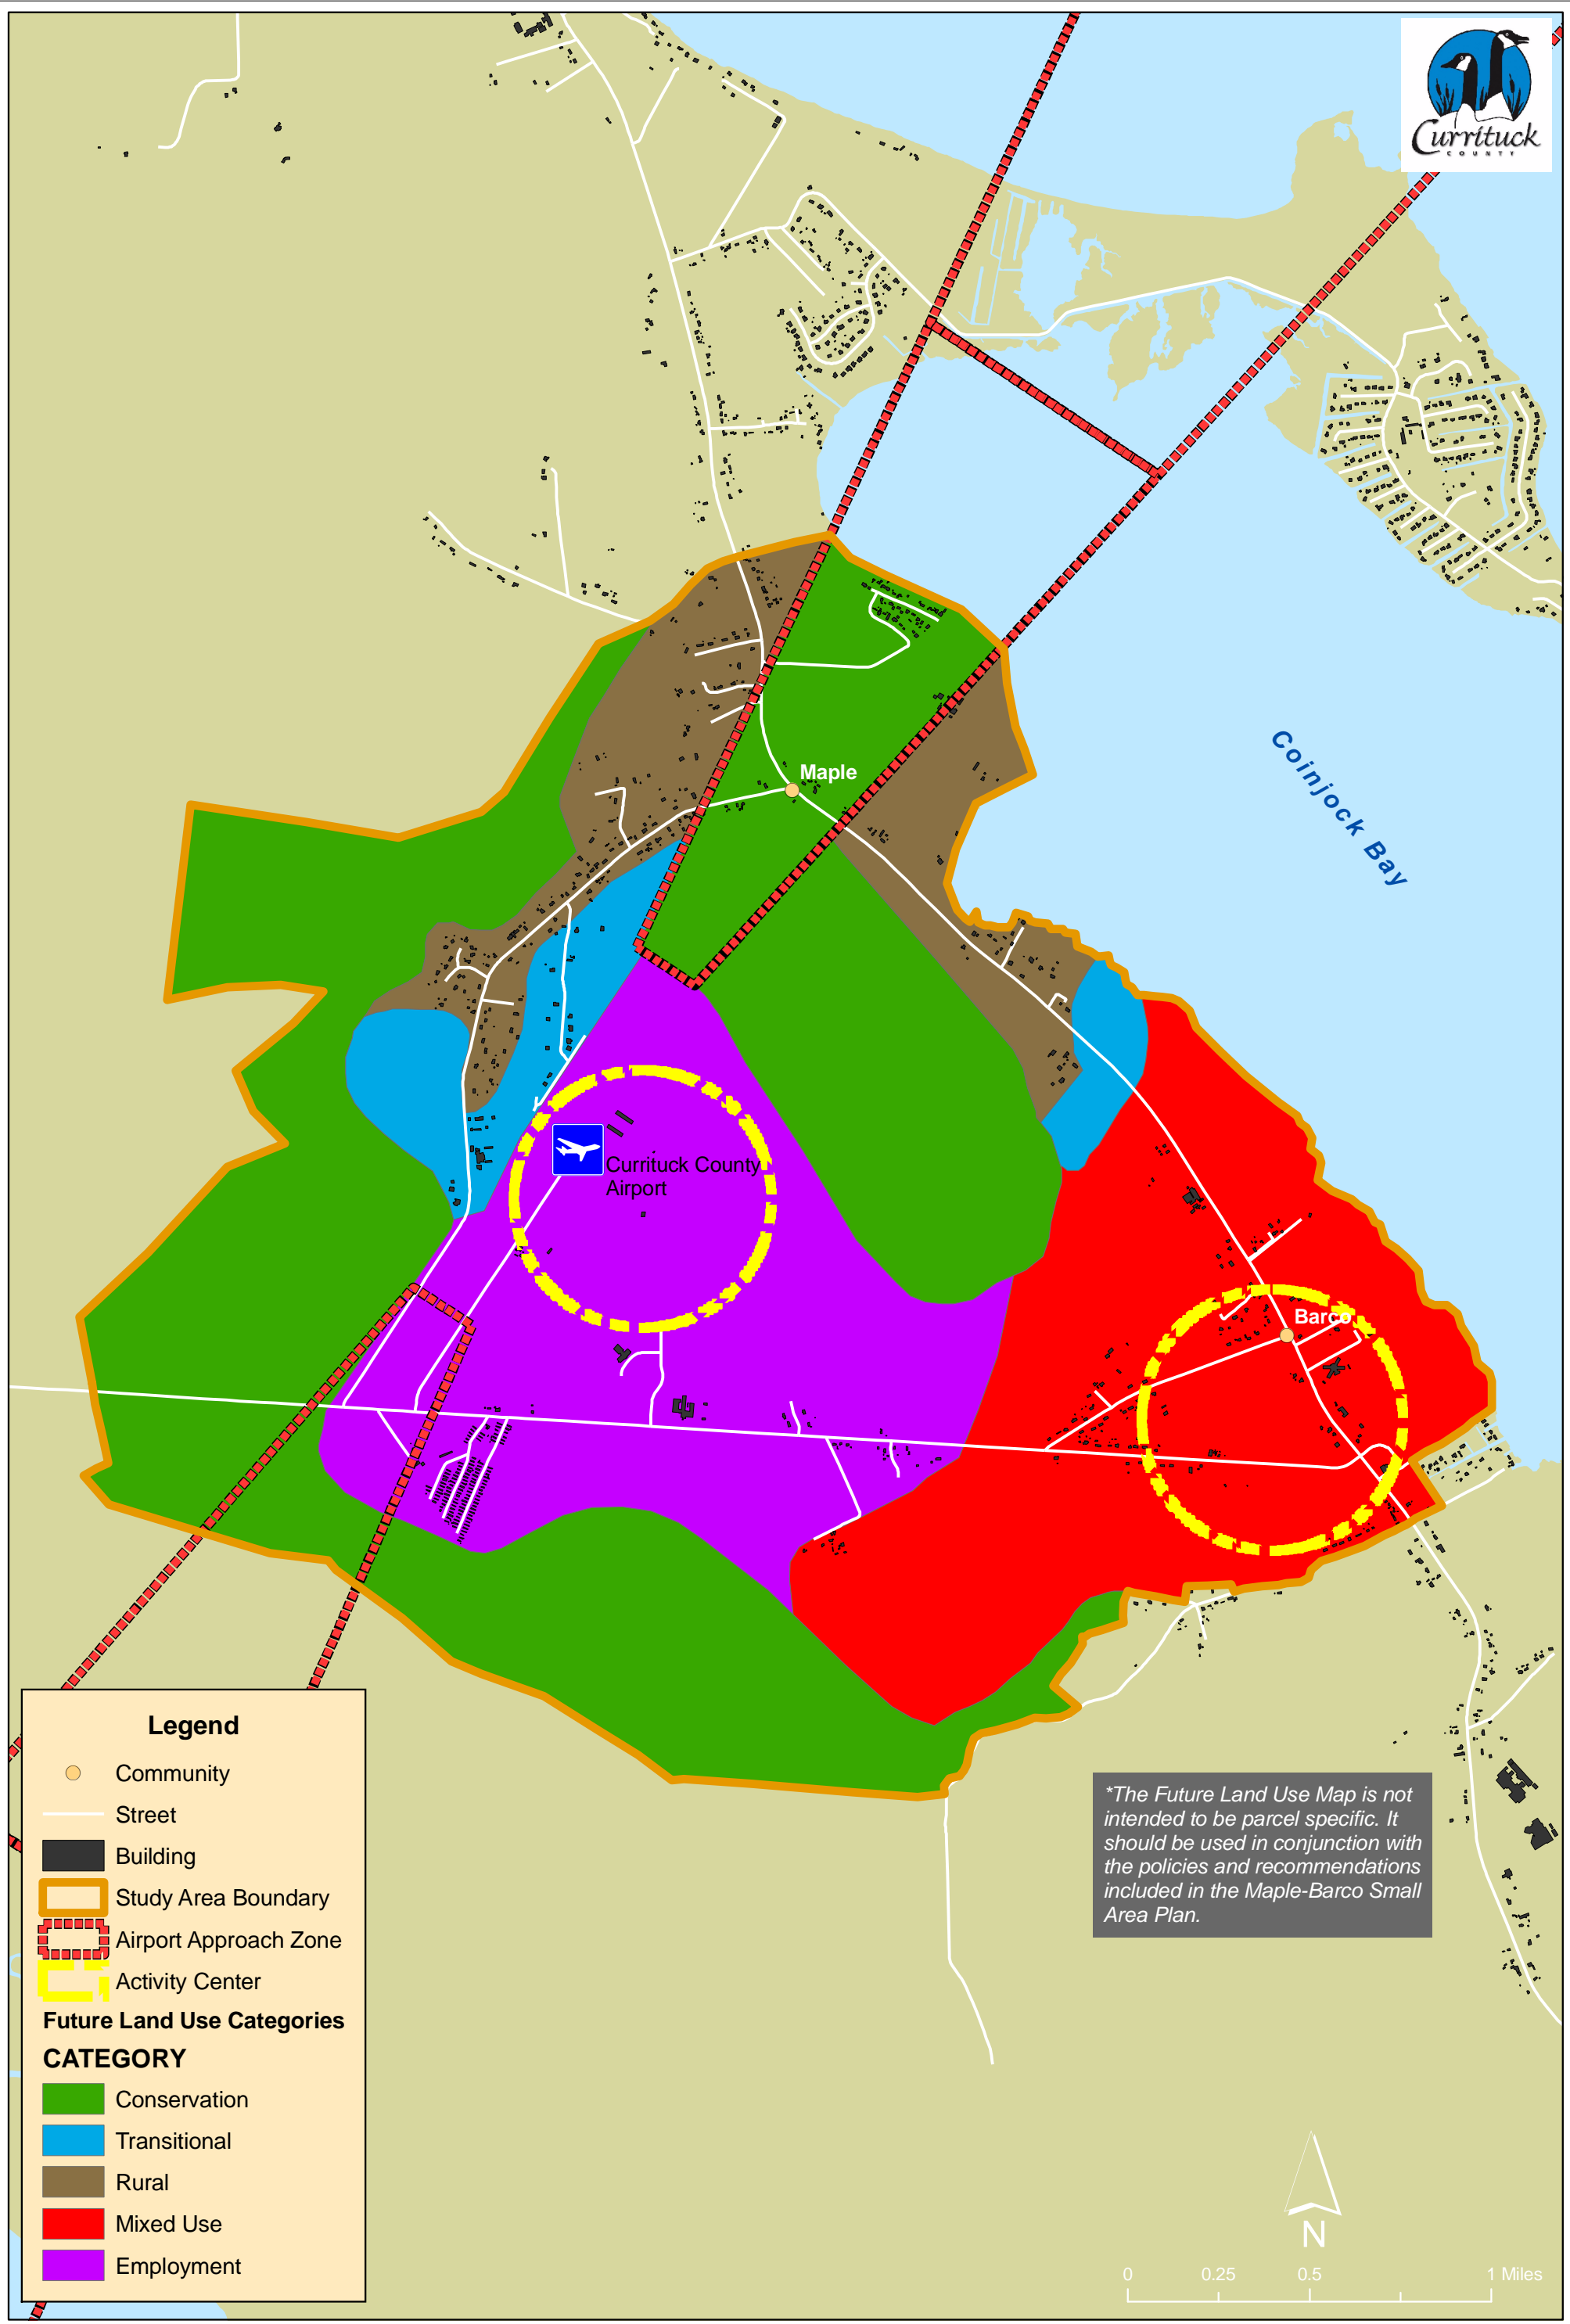 Currituck
COUNTY
Maple
Coinjock Bay
Currituck County
Airport
Barco
Legend
Community
Street
Building
Study Area Boundary
Airport Approach Zone
Activity Center
Future Land Use Categories
CATEGORY
Conservation
Transitional
Rural
Mixed Use
Employment
*The Future Land Use Map is not
intended to be parcel specific. It
should be used in conjunction with
the policies and recommendations
included in the Maple-Barco Small
Area Plan.
N
0 0.25 0.5 1 Miles